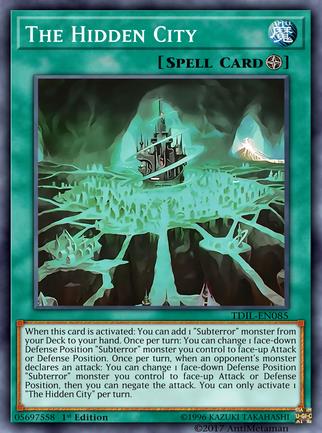 The Hidden City
[Spell Card]
TDIL-EN085
When this card is activated: You can add 1 "Subterror" monster
from your Deck to your hand. Once per turn: You can change 1 face-down
Defense Position "Subterror" monster you control to face-up Attack
or Defense Position. Once per turn, when an opponent's monster
declares an attack: You can change 1 face-down Defense Position
"Subterror" monster you control to face-up Attack or Defense
Position, then you can negate the attack. You can only activate 1
"The Hidden City" per turn.
05697558 1st Edition ©1996 KAZUKI TAKAHASHI
©2017 AntiMetaman